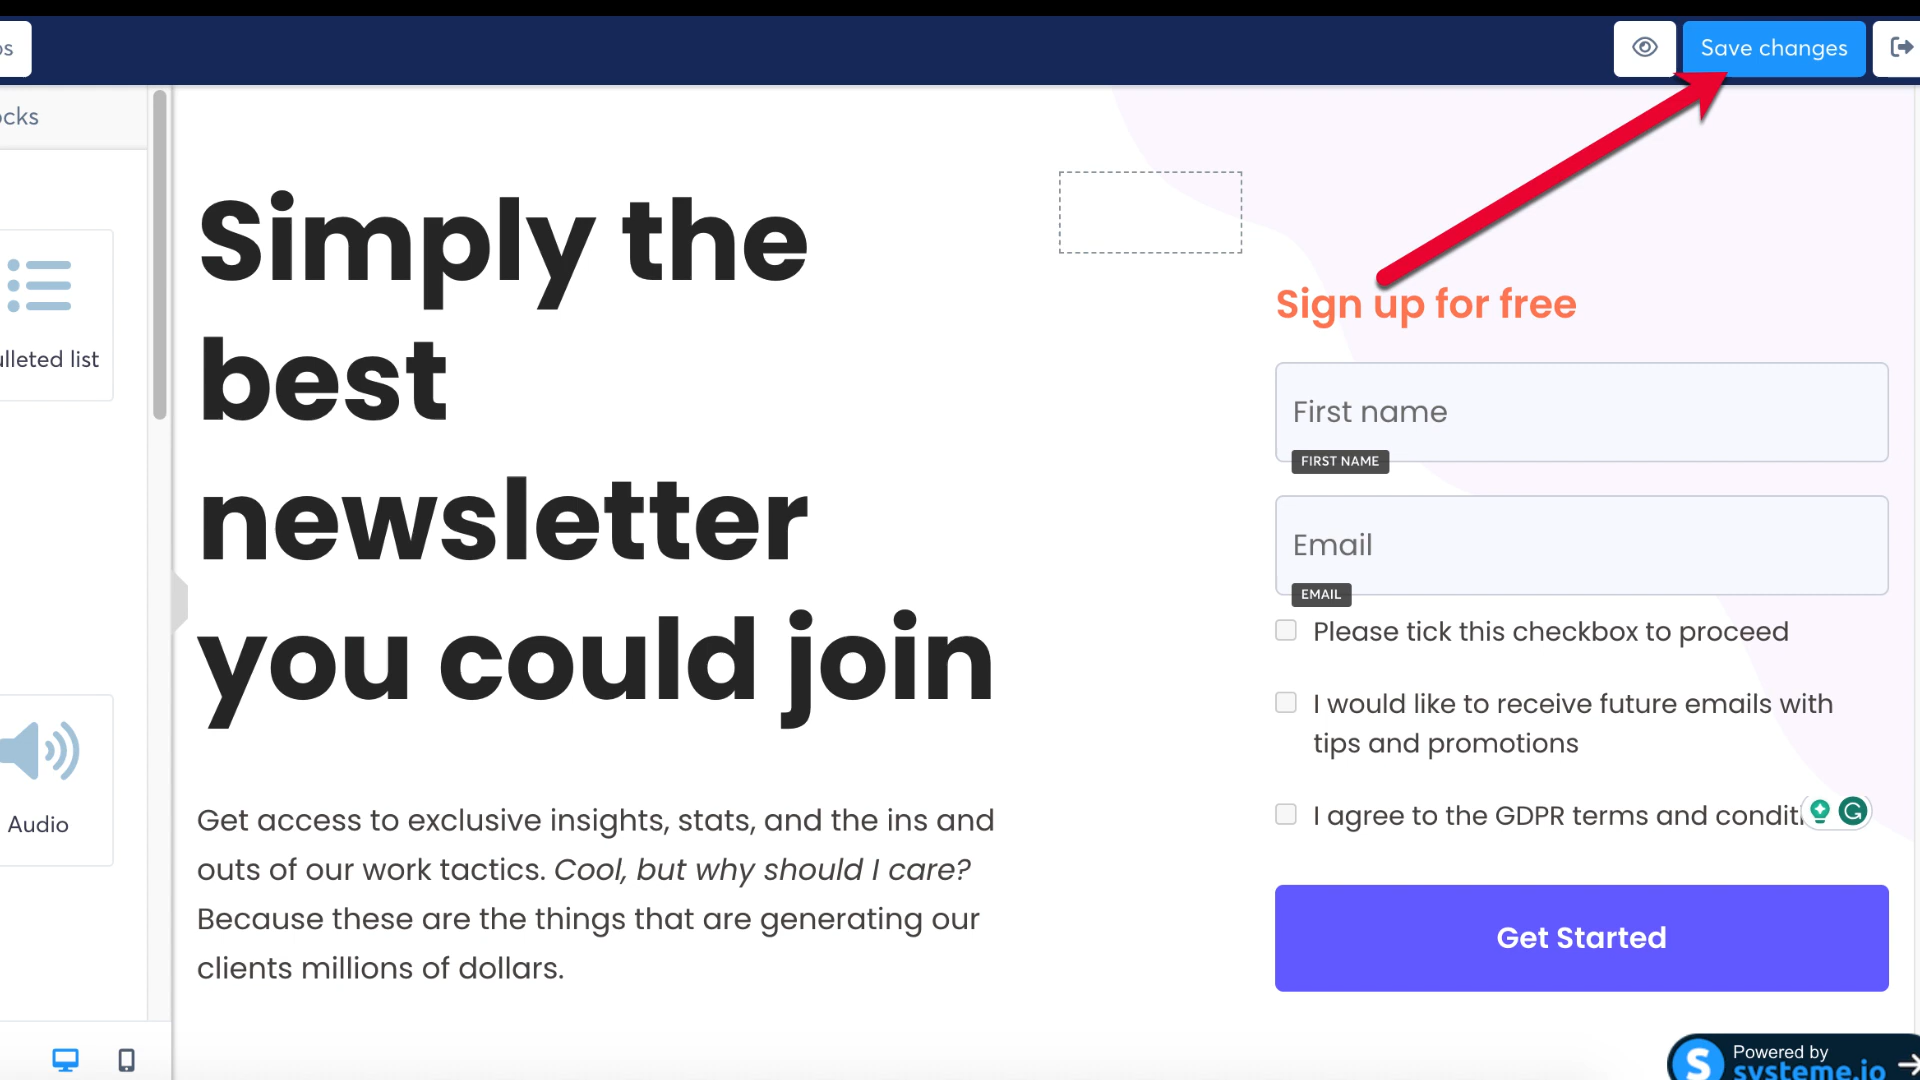 Save changes
Simply the
best
newsletter
you could join
Get access to exclusive insights, stats, and the ins and
outs of our work tactics. Cool, but why should I care?
Because these are the things that are generating our
clients millions of dollars.
Sign up for free
First name
FIRST NAME
Email
EMAIL
Please tick this checkbox to proceed
I would like to receive future emails with
tips and promotions
I agree to the GDPR terms and
Get Started
list
Audio
Powered by
systeme.io